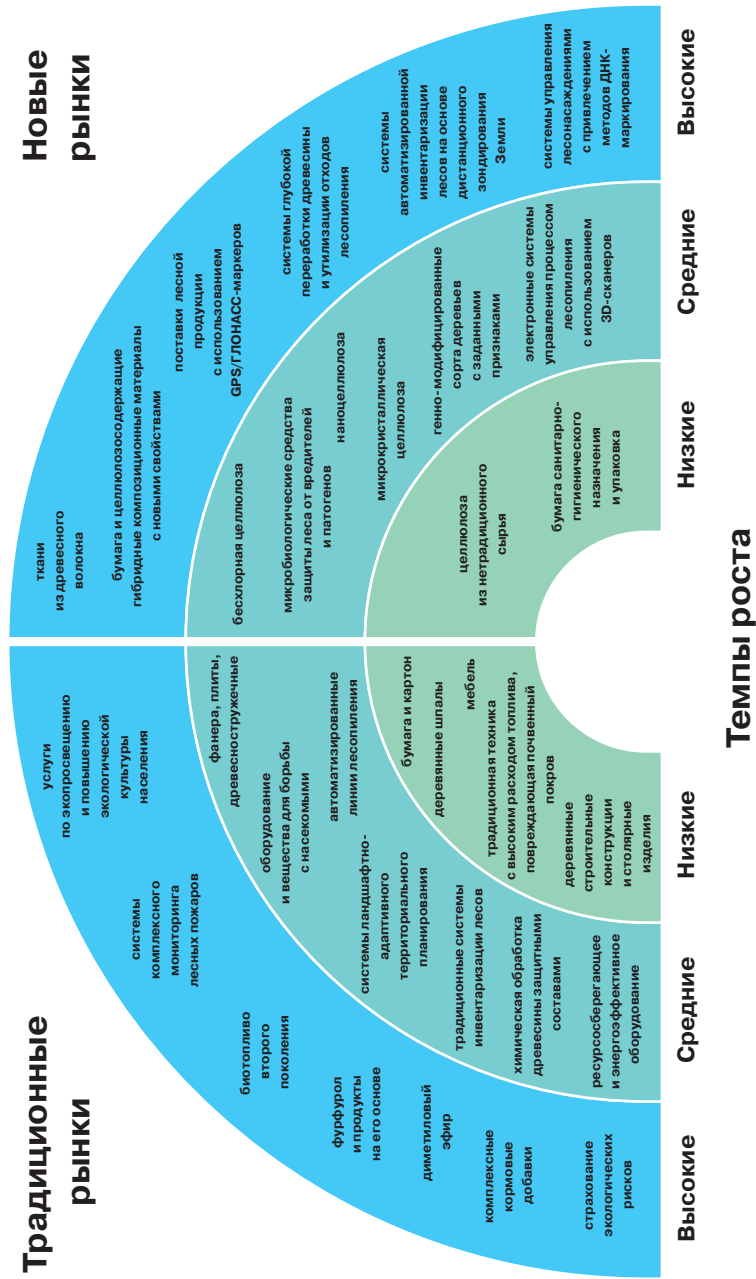 Традиционные
рынки
Новые
рынки
услуги
по экопросвещению
и повышению
экологической
культуры
населения
системы
комплексного
мониторинга
лесных пожаров
биотопливо
второго
поколения
фурфурол
и продукты
на его основе
диметиловый
эфир
комплексные
кормовые
добавки
страхование
экологических
рисков
фанера, плиты,
древесностружечные
оборудование
и вещества для борьбы
с насекомыми
автоматизированные
линии лесопиления
системы ландшафтно-
адаптивного
территориального
планирования
традиционные системы
инвентаризации лесов
химическая обработка
древесины защитными
составами
ресурсосберегающее
и энергоэффективное
оборудование
бумага и картон
деревянные шпалы
мебель
традиционная техника
с высоким расходом топлива,
повреждающая почвенный
покров
деревянные
строительные
конструкции
и столярные
изделия
ткани
из древесного
волокна
бумага и целлюлозосодержащие
гибридные композиционные материалы
с новыми свойствами
поставки лесной
продукции
с использованием
GPS/ГЛОНАСС-маркеров
системы глубокой
переработки древесины
и утилизации отходов
лесопиления
системы
автоматизированной
инвентаризации
лесов на основе
дистанционного
зондирования
Земли
системы управления
лесонасаждениями
с привлечением
методов ДНК-
маркирования
бесхлорная целлюлоза
микробиологические средства
защиты леса от вредителей
и патогенов
наноцеллюлоза
микрокристаллическая
целлюлоза
генно- модифицированные
сорта деревьев
с заданными
признаками
электронные системы
управления процессом
лесопиления
с использованием
3D-сканеров
целлюлоза
из нетрадиционного
сырья
бумага санитарно-
гигиенического
назначения
и упаковка
Высокие
Средние
Низкие
Низкие
Средние
Высокие
Темпы роста